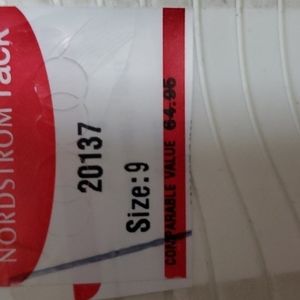 NORDSTROM rack
20137
Size: 9
COMPARABLE VALUE 64.95